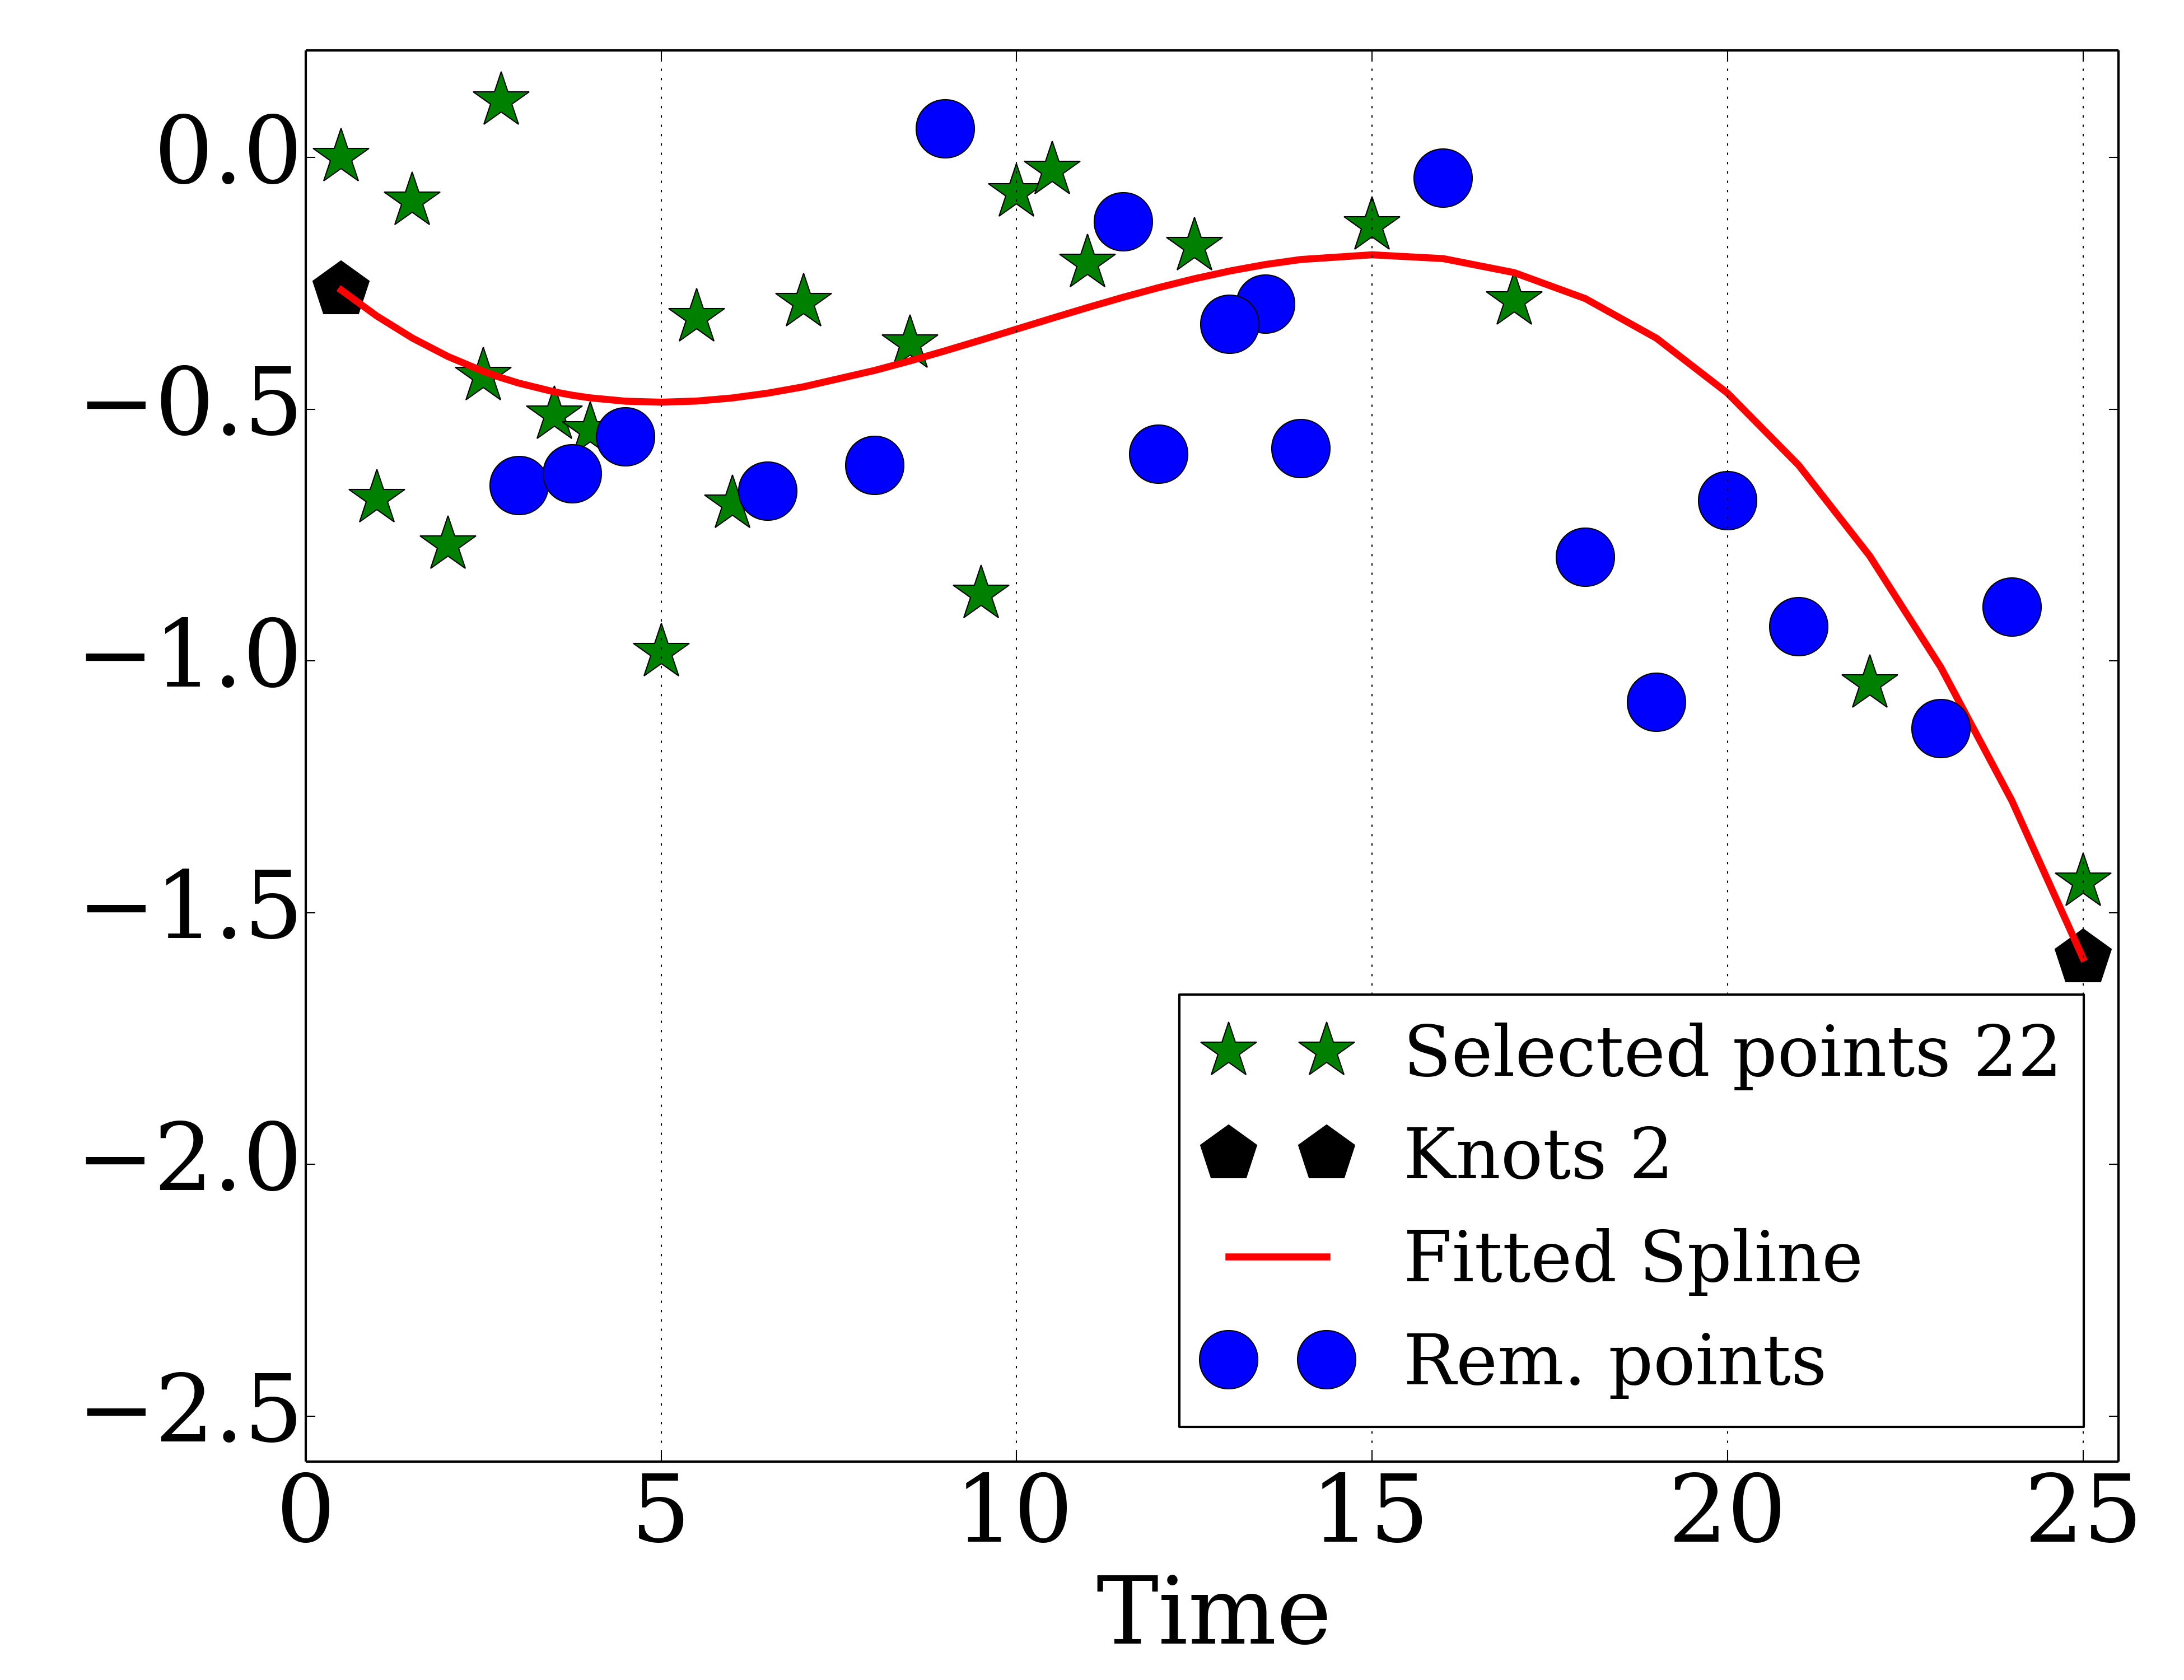 0.0
−0.5
−1.0
−1.5
−2.0
−2.5
0 5 10 15 20 25
Time
Selected points 22
Knots 2
Fitted Spline
Rem. points